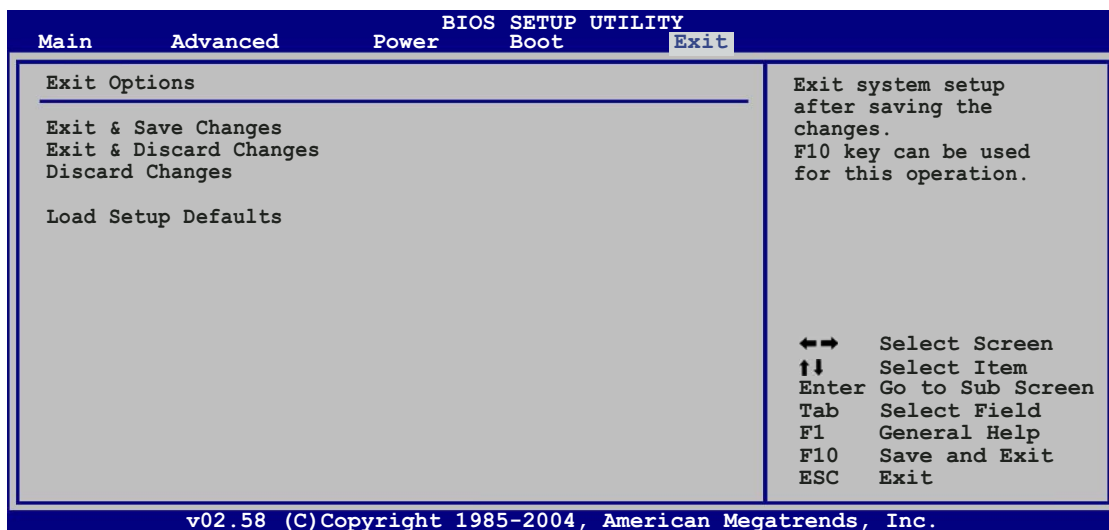 BIOS SETUP UTILITY
Main Advanced Power Boot Exit
Exit Options
Exit & Save Changes
Exit & Discard Changes
Discard Changes
Load Setup Defaults
Exit system setup
after saving the
changes.
F10 key can be used
for this operation.
←→ Select Screen
↑↓ Select Item
Enter Go to Sub Screen
Tab Select Field
F1 General Help
F10 Save and Exit
ESC Exit
v02.58 (C)Copyright 1985-2004, American Megatrends, Inc.